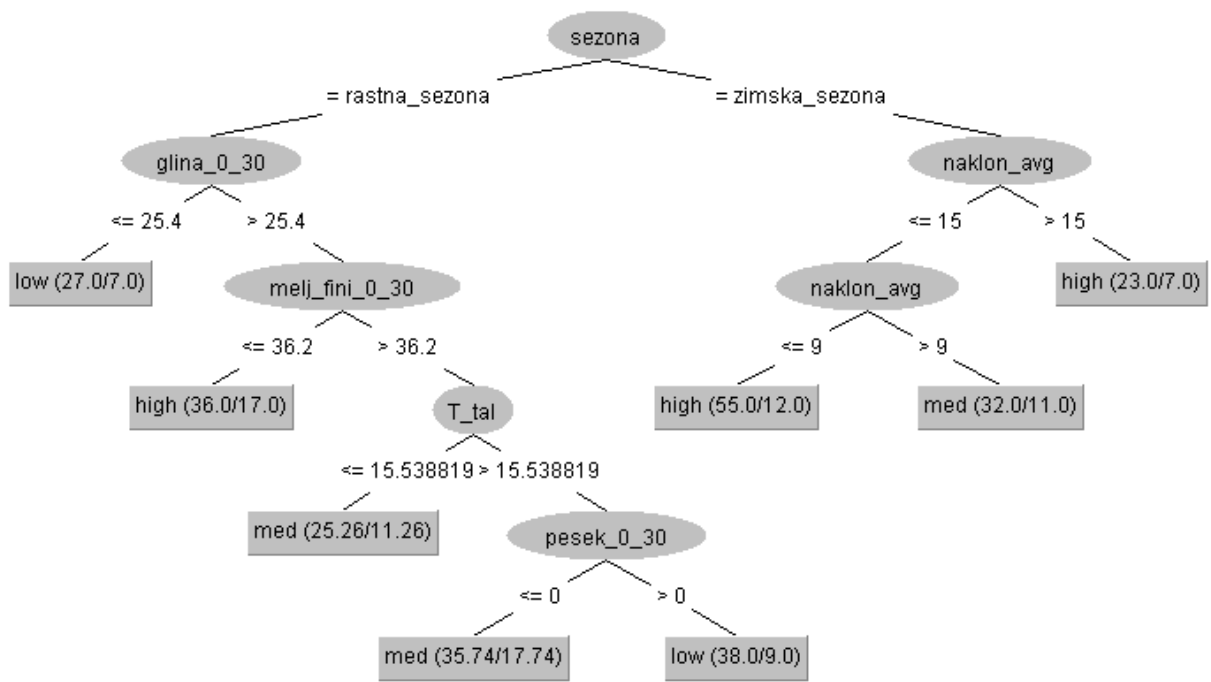 sezona
= rastna_sezona = zimska_sezona
glina_0_30 naklon_avg
<= 25.4 > 25.4 <= 15 > 15
low (27.0/7.0) melj_fini_0_30 naklon_avg high (23.0/7.0)
<= 36.2 > 36.2 <= 9 > 9
high (36.0/17.0) T_tal high (55.0/12.0) med (32.0/11.0)
<= 15.538819 > 15.538819
med (25.26/11.26) pesek_0_30
<= 0 > 0
med (35.74/17.74) low (38.0/9.0)